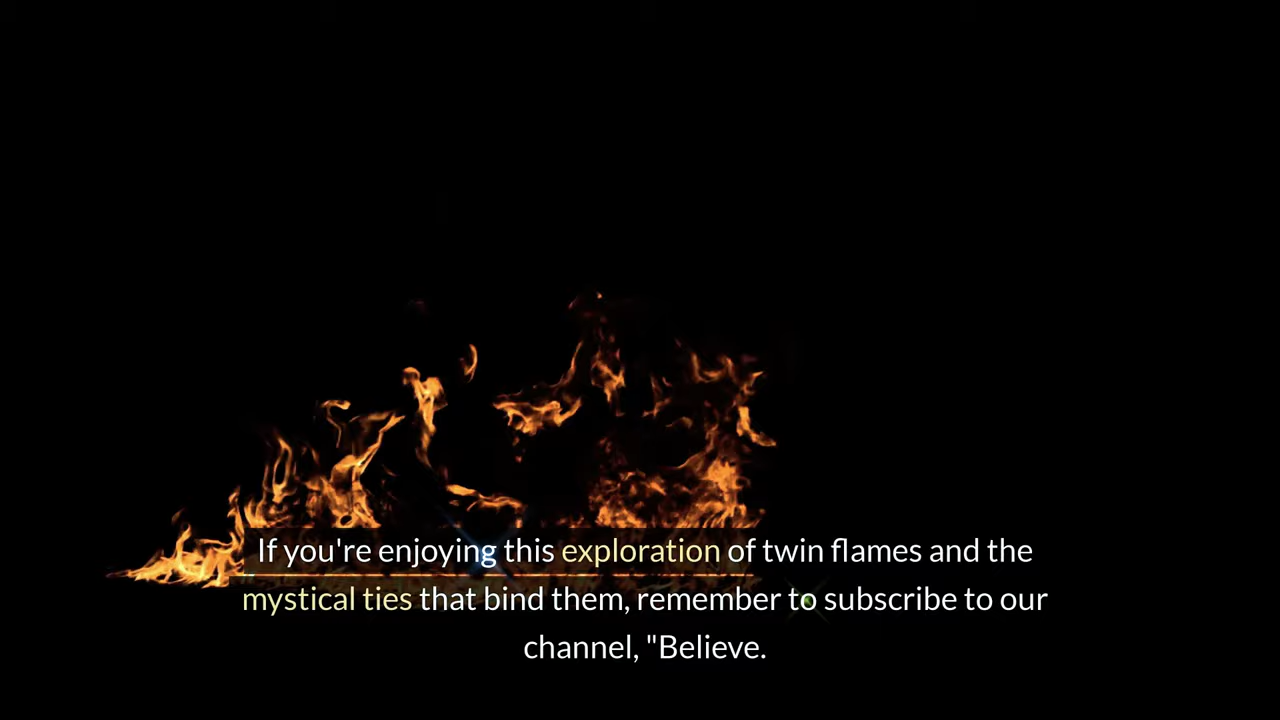 If you're enjoying this exploration of twin flames and the
mystical ties that bind them, remember to subscribe to our
channel, "Believe.